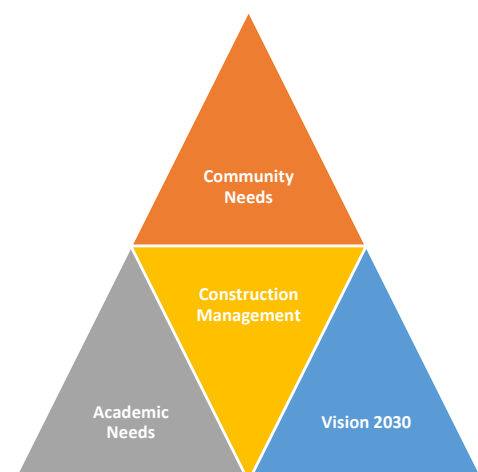 Community
Needs
Construction
Management
Academic
Needs
Vision 2030